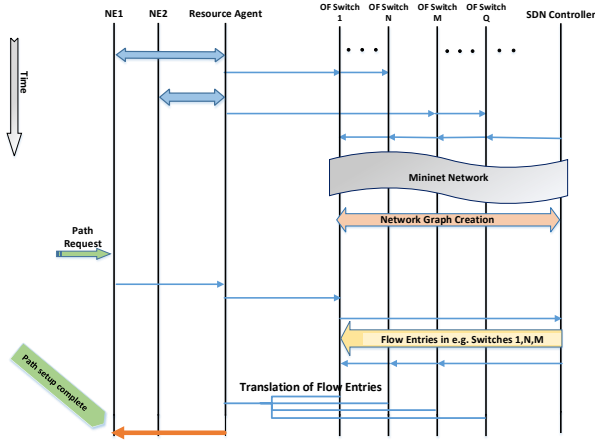 NE1
NE2
Resource Agent
OF Switch
1
OF Switch
N
OF Switch
M
OF Switch
Q
SDN Controller
Time
Mininet Network
Network Graph Creation
Path
Request
Flow Entries in e.g. Switches 1,N,M
Path setup complete
Translation of Flow Entries